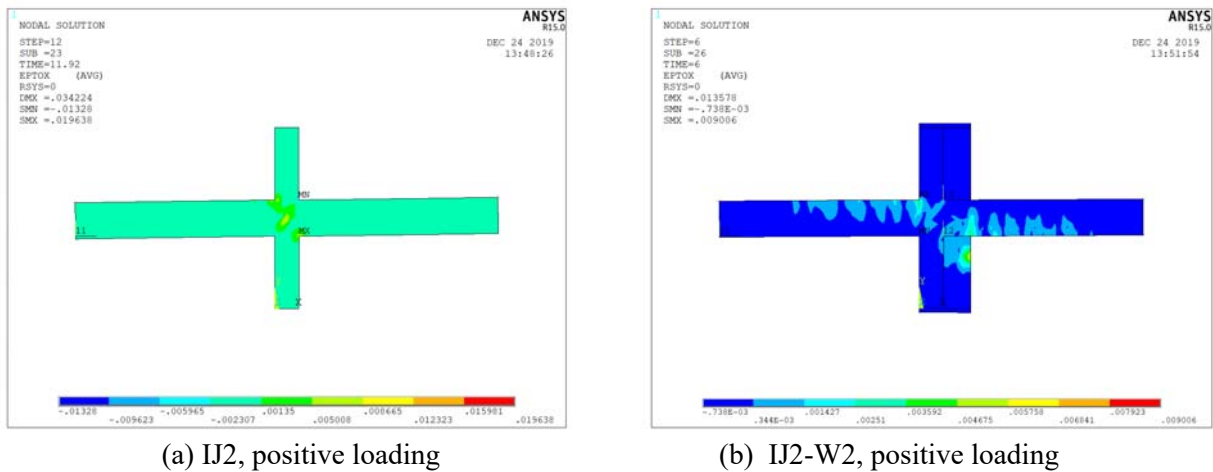 1
NODAL SOLUTION
STEP=12
SUB =23
TIME=11.92
EPTOX (AVG)
RSYS=0
DMX =.034224
SMN =-.01328
SMX =.019638
ANSYS
R15.0
DEC 24 2019
13:48:26
MN
MX
11
X
-.01328 -.005965 .00135 .008665 .015981
-.009623 -.002307 .005008 .012323 .019638
(a) IJ2, positive loading
1
NODAL SOLUTION
STEP=6
SUB =26
TIME=6
EPTOX (AVG)
RSYS=0
DMX =.013578
SMN =-.738E-03
SMX =.009006
ANSYS
R15.0
DEC 24 2019
13:51:54
Y
-.738E-03 .001427 .003592 .005758 .007923
.344E-03 .00251 .004675 .006841 .009006
(b) IJ2-W2, positive loading